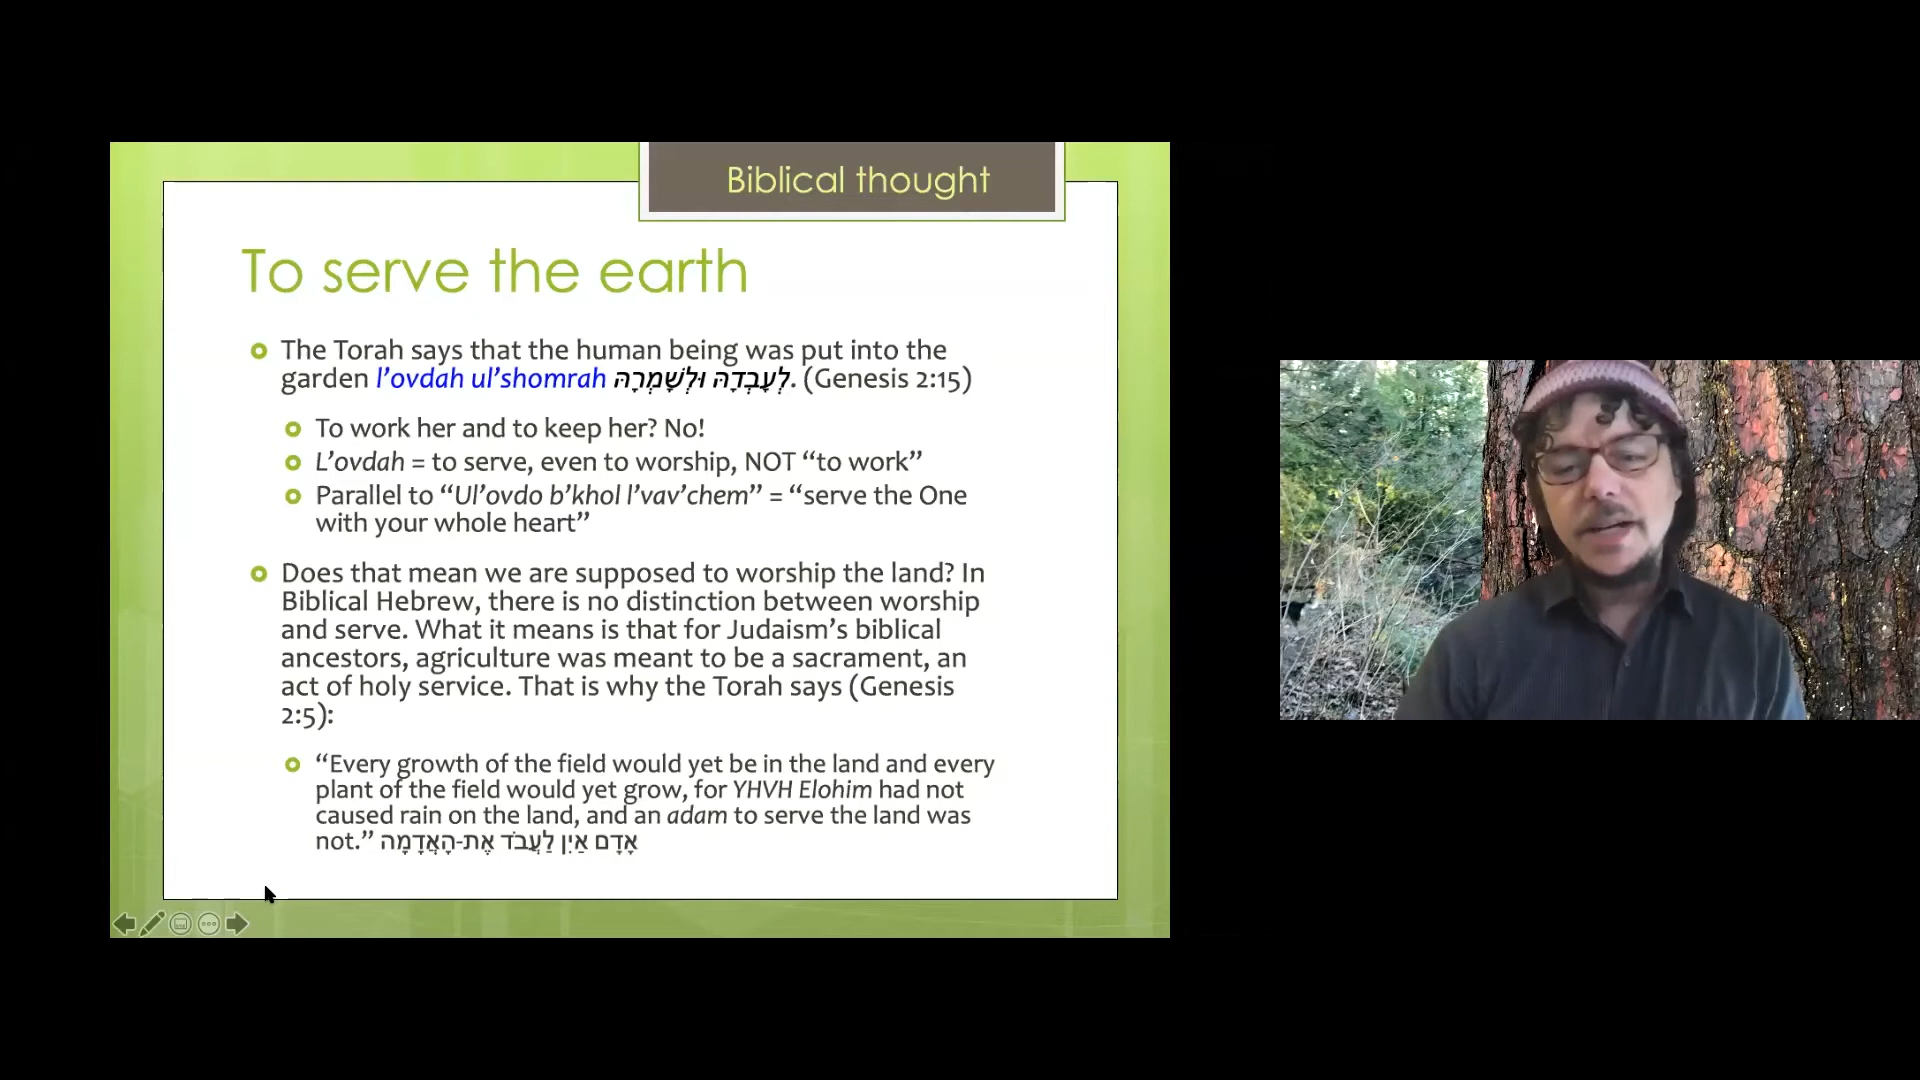 Biblical thought
To serve the earth
The Torah says that the human being was put into the
garden l’ovdah ul’shomrah לְעָבְדָהּ וּלְשָׁמְרָהּ. (Genesis 2:15)
To work her and to keep her? No!
L’ovdah = to serve, even to worship, NOT “to work”
Parallel to “Ul’ovdo b’khol l’vav’chem” = “serve the One
with your whole heart”
Does that mean we are supposed to worship the land? In
Biblical Hebrew, there is no distinction between worship
and serve. What it means is that for Judaism’s biblical
ancestors, agriculture was meant to be a sacrament, an
act of holy service. That is why the Torah says (Genesis
2:5):
“Every growth of the field would yet be in the land and every
plant of the field would yet grow, for YHVH Elohim had not
caused rain on the land, and an adam to serve the land was
not.” אָדָם אַיִן לַעֲבֹד אֶת-הָאֲדָמָה